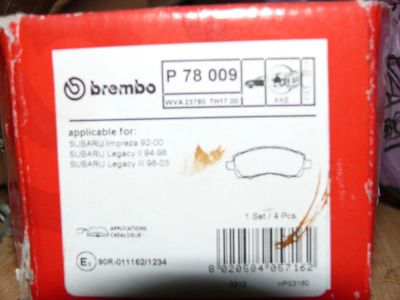 brembo
P 78 009
WVA 23780 TH17.00
AKE
applicable for:
SUBARU Impreza 92-00
SUBARU Legacy II 94-98
SUBARU Legacy III 98-03
APPLICATIONS
CATALOGUE
1 Set / 4 Pcs.
E1 90R-011162/1234
8 020584 057162